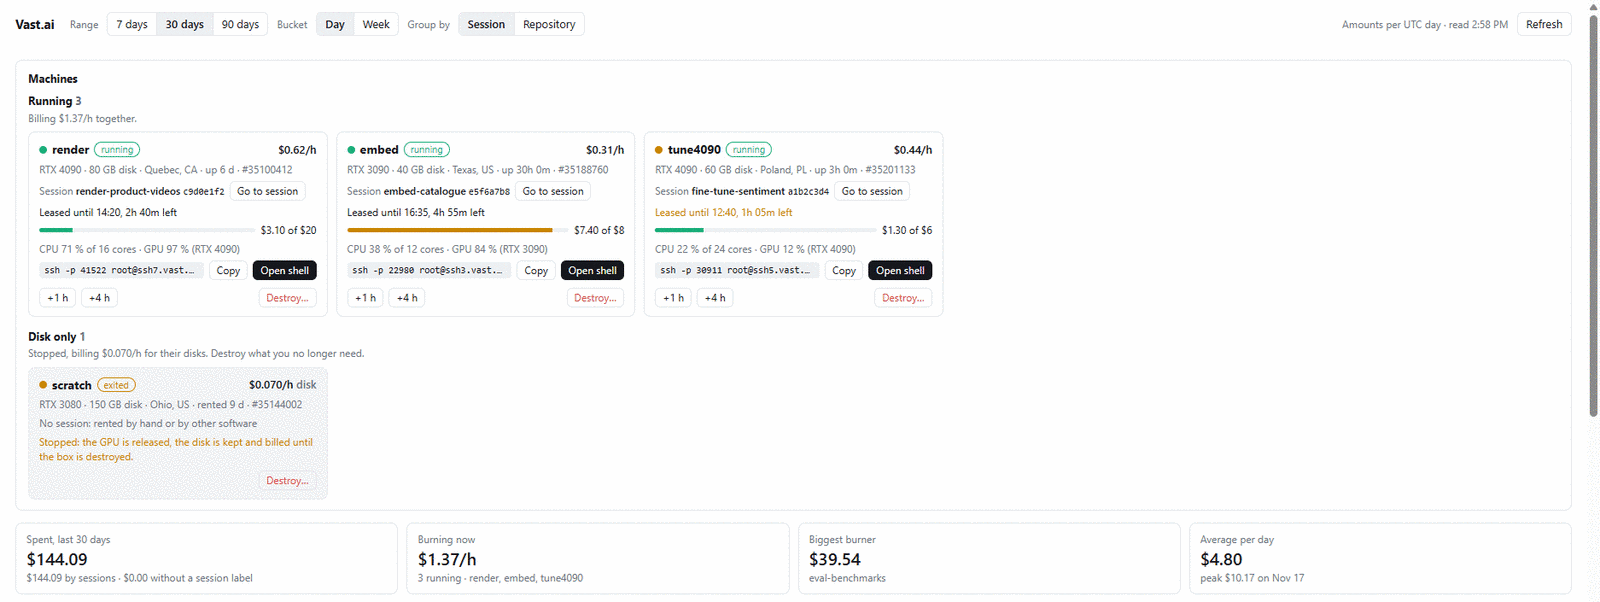 Vast.ai Range 7 days 30 days 90 days Bucket Day Week Group by Session Repository Amounts per UTC day · read 2:58 PM Refresh
Machines
Running 3
Billing $1.37/h together.
render running $0.62/h
RTX 4090 · 80 GB disk · Quebec, CA · up 6 d · #35100412
Session render-product-videos c9d0e1f2 Go to session
Leased until 14:20, 2h 40m left
$3.10 of $20
CPU 71 % of 16 cores · GPU 97 % (RTX 4090)
ssh -p 41522 root@ssh7.vast.… Copy Open shell
+1 h +4 h Destroy…
embed running $0.31/h
RTX 3090 · 40 GB disk · Texas, US · up 30h 0m · #35188760
Session embed-catalogue e5f6a7b8 Go to session
Leased until 16:35, 4h 55m left
$7.40 of $8
CPU 38 % of 12 cores · GPU 84 % (RTX 3090)
ssh -p 22980 root@ssh3.vast.… Copy Open shell
+1 h +4 h Destroy…
tune4090 running $0.44/h
RTX 4090 · 60 GB disk · Poland, PL · up 3h 0m · #35201133
Session fine-tune-sentiment a1b2c3d4 Go to session
Leased until 12:40, 1h 05m left
$1.30 of $6
CPU 22 % of 24 cores · GPU 12 % (RTX 4090)
ssh -p 30911 root@ssh5.vast.… Copy Open shell
+1 h +4 h Destroy…
Disk only 1
Stopped, billing $0.070/h for their disks. Destroy what you no longer need.
scratch exited $0.070/h disk
RTX 3080 · 150 GB disk · Ohio, US · rented 9 d · #35144002
No session: rented by hand or by other software
Stopped: the GPU is released, the disk is kept and billed until
the box is destroyed.
Destroy…
Spent, last 30 days
$144.09
$144.09 by sessions · $0.00 without a session label
Burning now
$1.37/h
3 running · render, embed, tune4090
Biggest burner
$39.54
eval-benchmarks
Average per day
$4.80
peak $10.17 on Nov 17